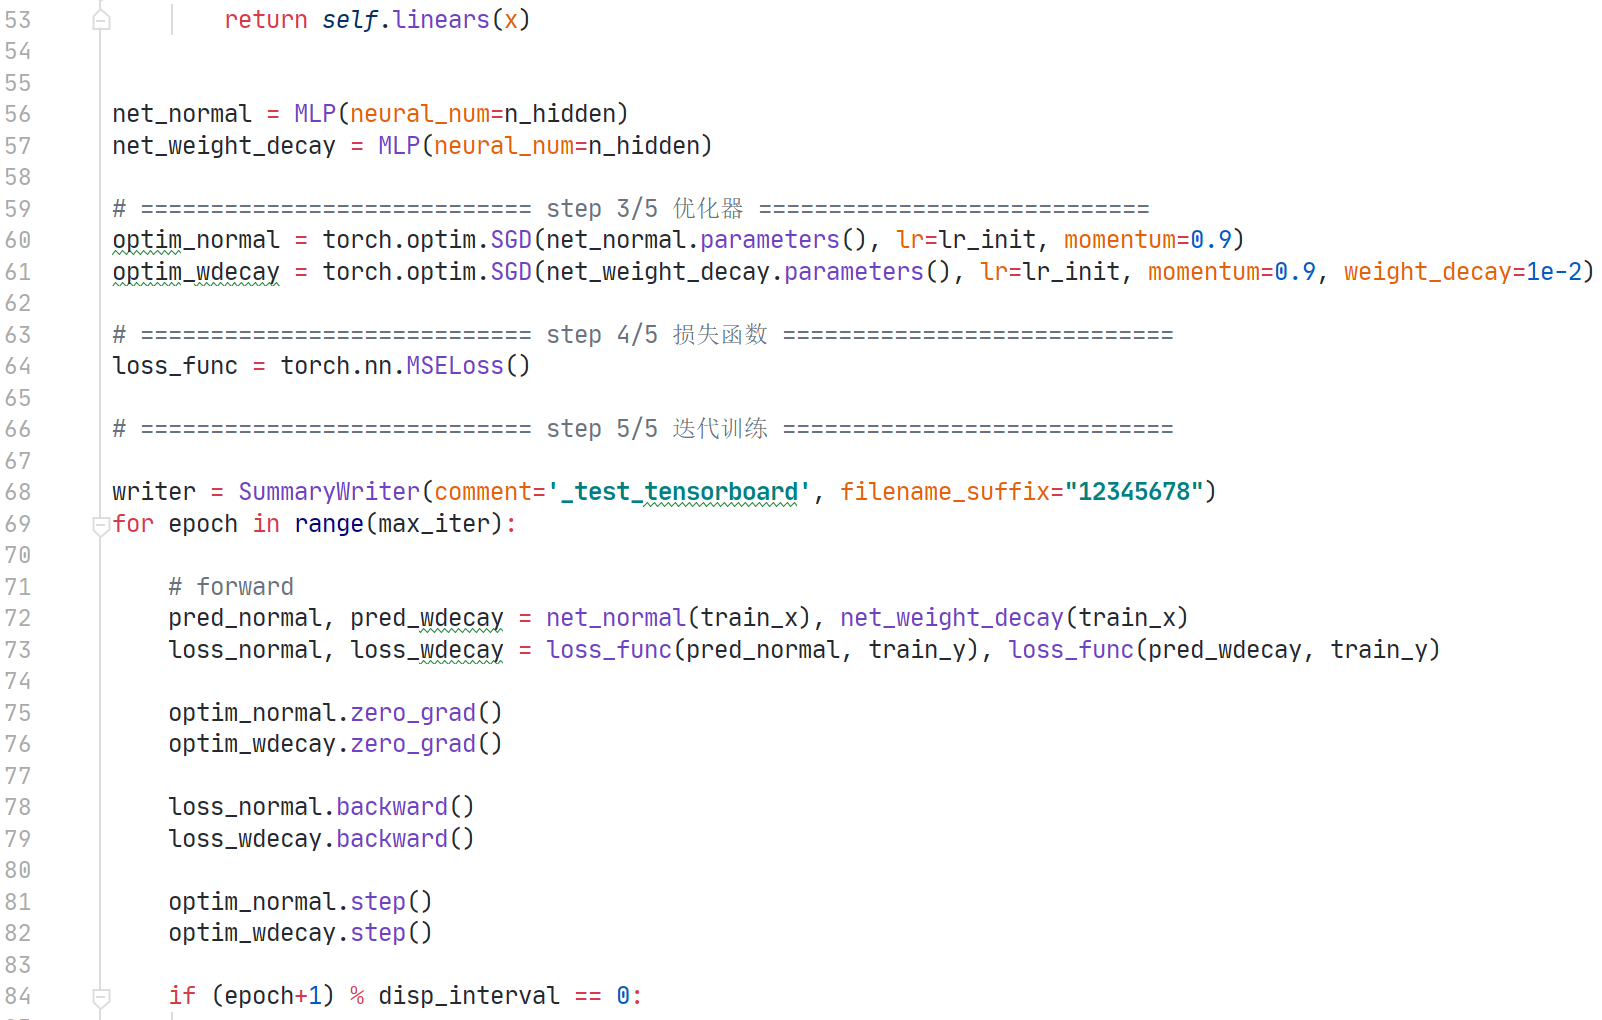 53 return self.linears(x)
54
55
56 net_normal = MLP(neural_num=n_hidden)
57 net_weight_decay = MLP(neural_num=n_hidden)
58
59 # ============================ step 3/5 优化器 ============================
60 optim_normal = torch.optim.SGD(net_normal.parameters(), lr=lr_init, momentum=0.9)
61 optim_wdecay = torch.optim.SGD(net_weight_decay.parameters(), lr=lr_init, momentum=0.9, weight_decay=1e-2)
62
63 # ============================ step 4/5 损失函数 ============================
64 loss_func = torch.nn.MSELoss()
65
66 # ============================ step 5/5 迭代训练 ============================
67
68 writer = SummaryWriter(comment='_test_tensorboard', filename_suffix="12345678")
69 for epoch in range(max_iter):
70
71 # forward
72 pred_normal, pred_wdecay = net_normal(train_x), net_weight_decay(train_x)
73 loss_normal, loss_wdecay = loss_func(pred_normal, train_y), loss_func(pred_wdecay, train_y)
74
75 optim_normal.zero_grad()
76 optim_wdecay.zero_grad()
77
78 loss_normal.backward()
79 loss_wdecay.backward()
80
81 optim_normal.step()
82 optim_wdecay.step()
83
84 if (epoch+1) % disp_interval == 0: